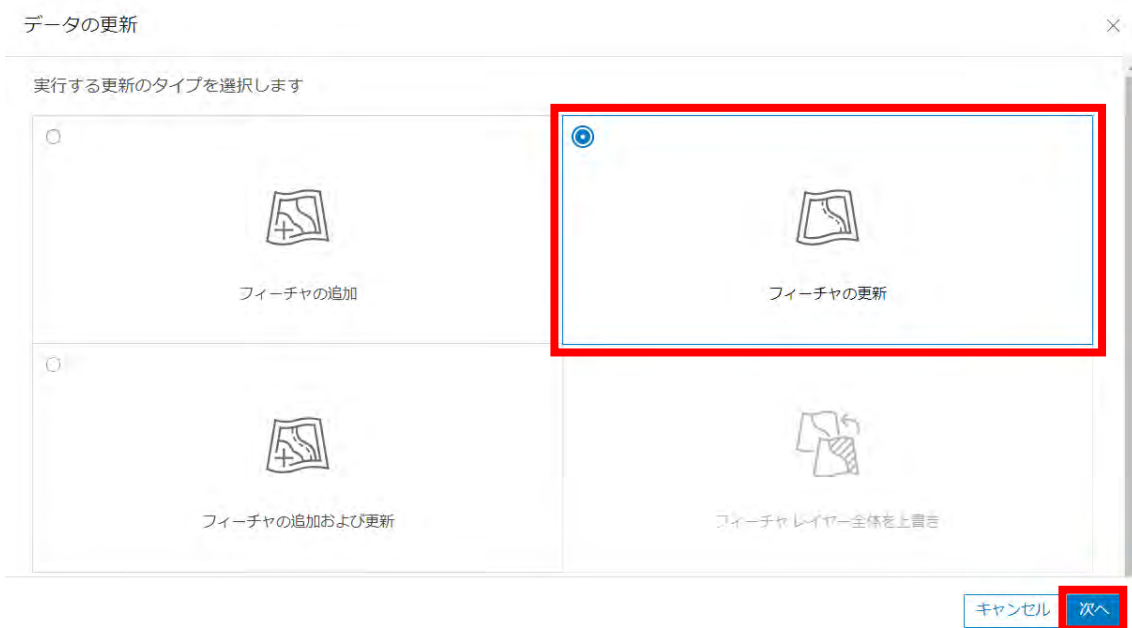 データの更新
実行する更新のタイプを選択します
フィーチャの追加
フィーチャの更新
フィーチャの追加および更新
フィーチャ レイヤー全体を上書き
キャンセル
次へ